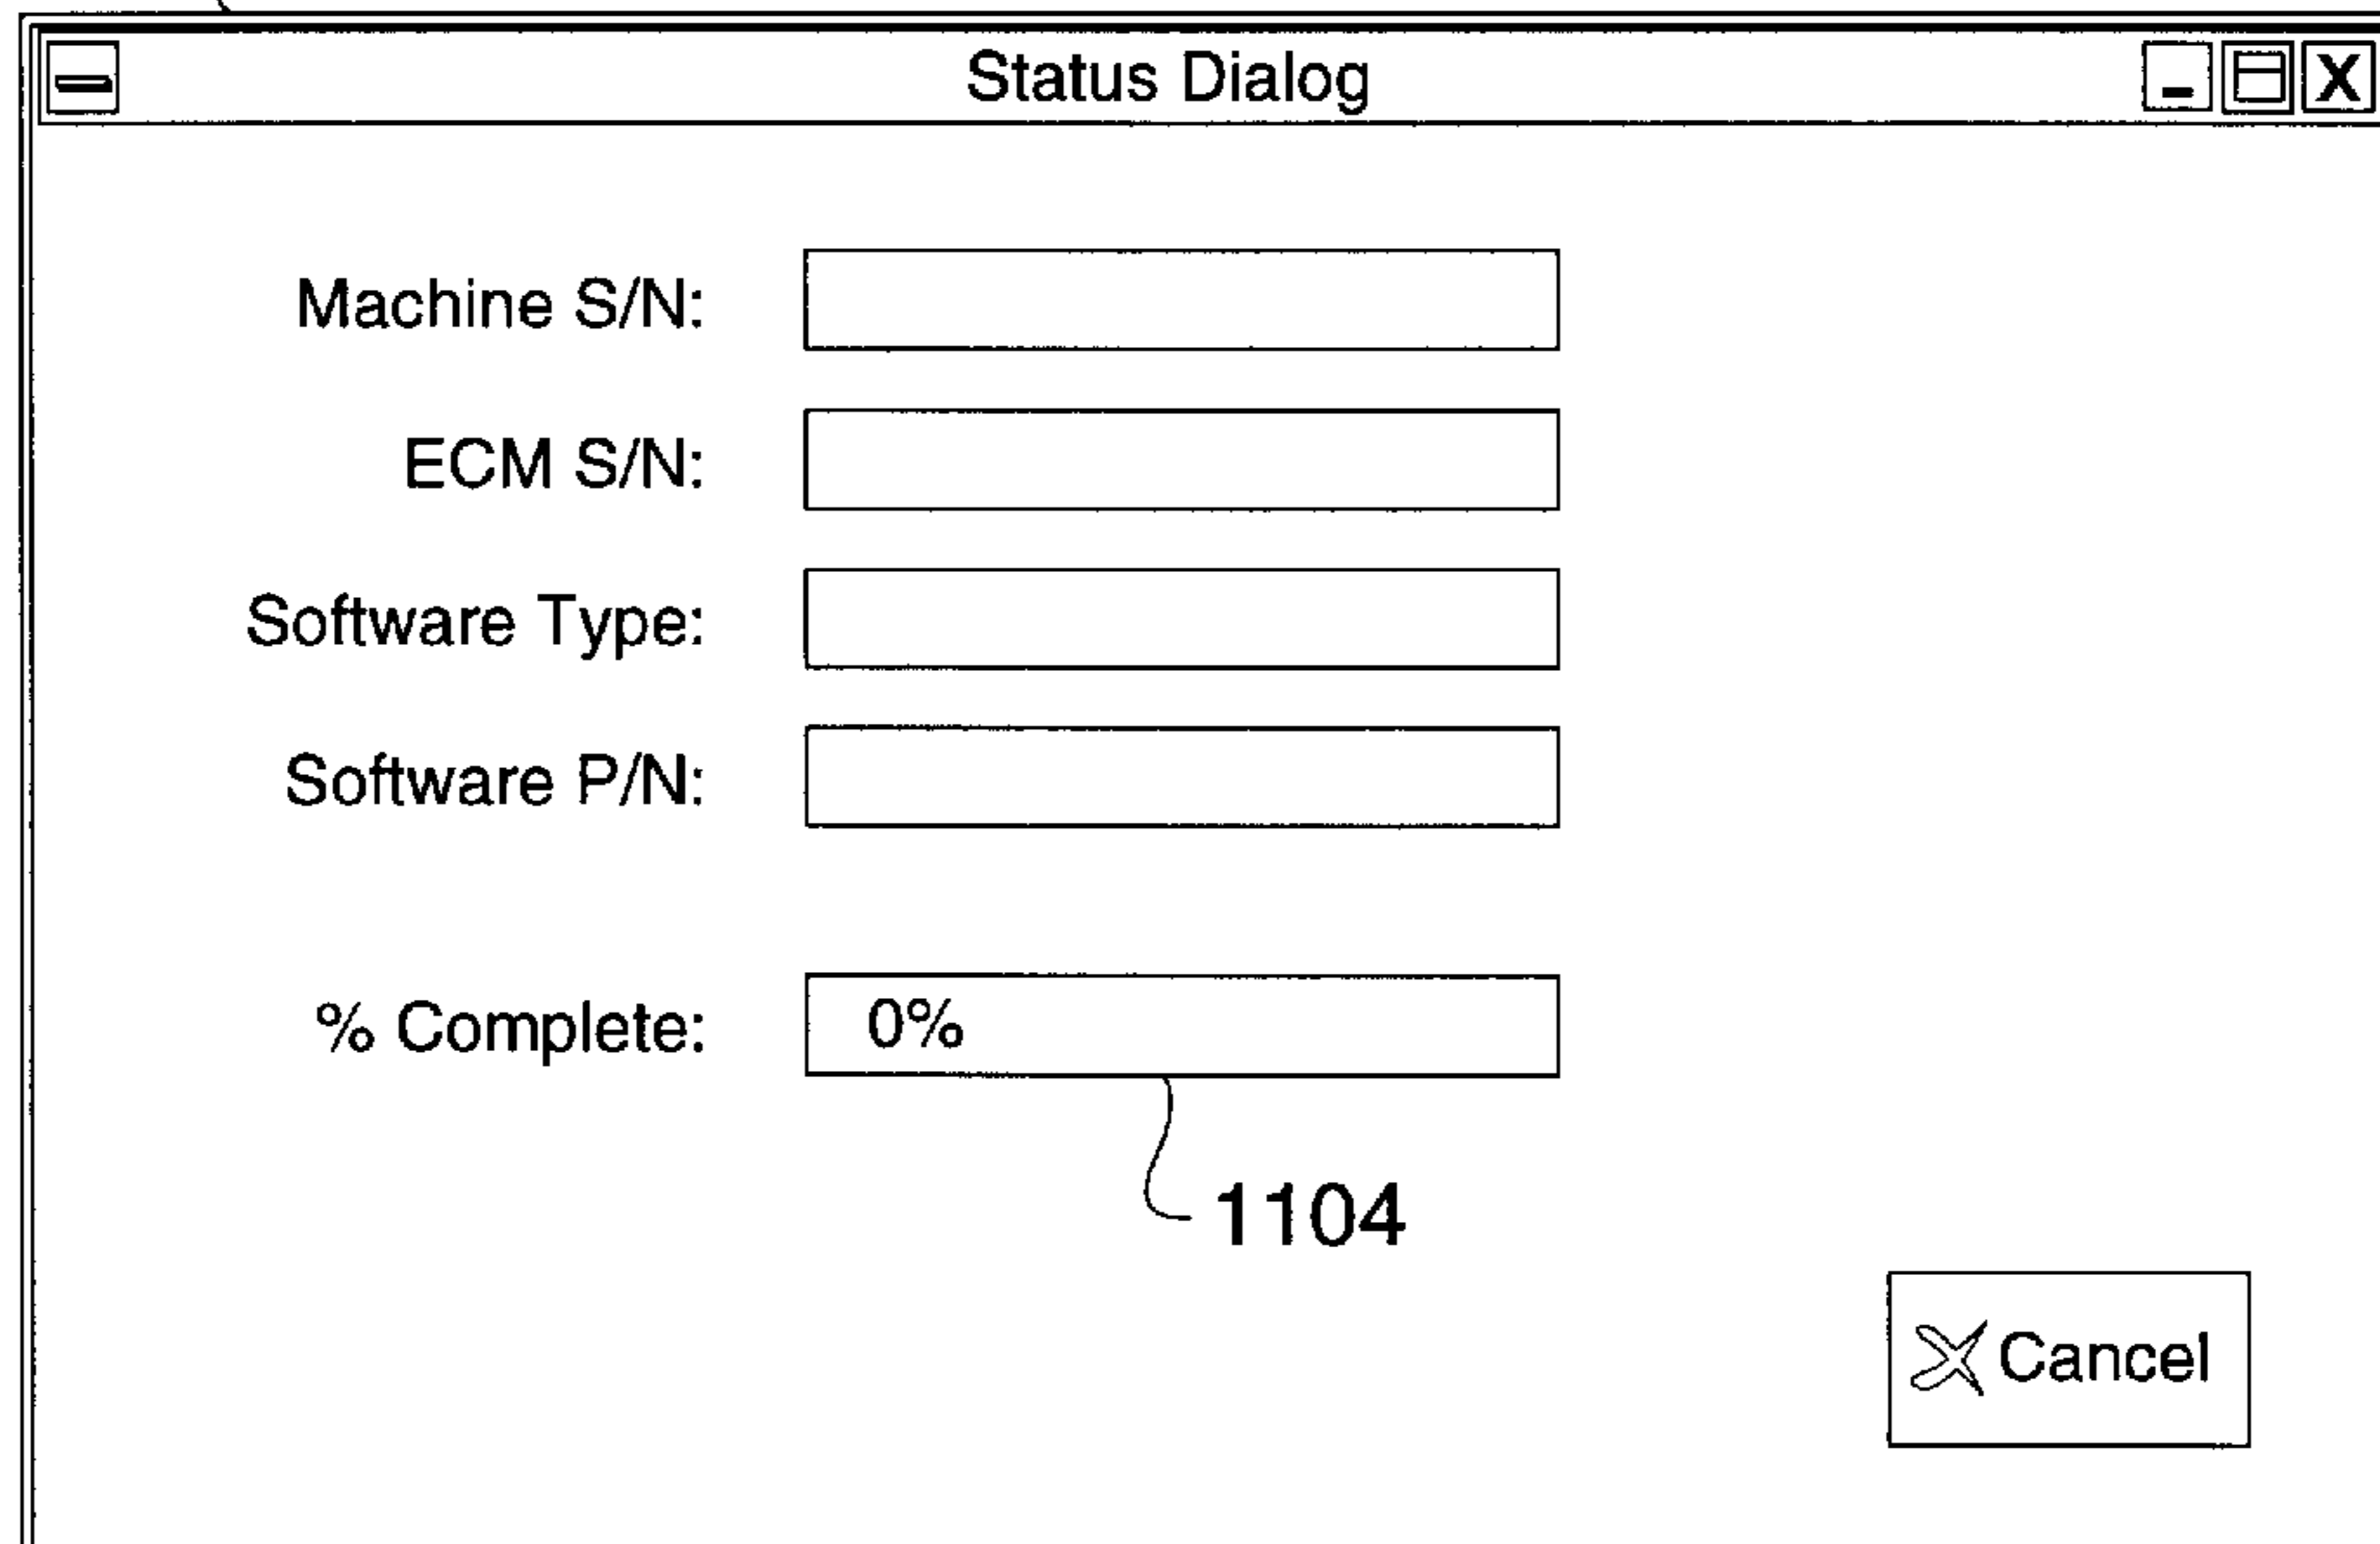 Status Dialog
Machine S/N:
ECM S/N:
Software Type:
Software P/N:
% Complete: 0%
1104
Cancel